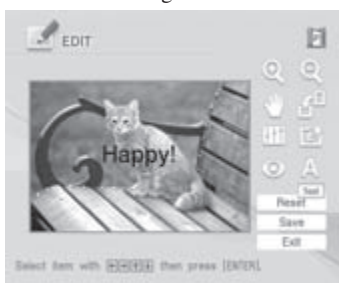 EDIT
Happy!
A
Text
Reset
Save
Exit
Select item with [←][→][↑][↓] then press [ENTER].